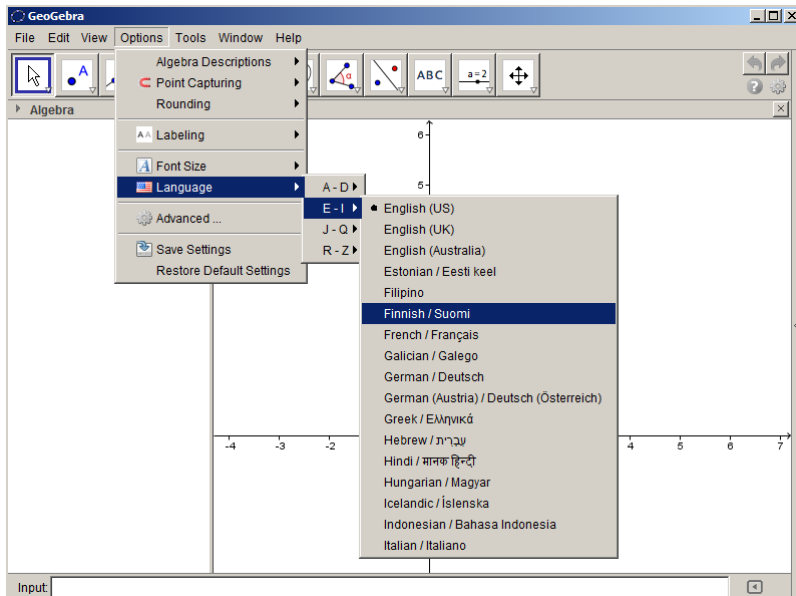 GeoGebra
File Edit View Options Tools Window Help
A
α
ABC
a=2
Algebra
Algebra Descriptions
Point Capturing
Rounding
AA Labeling
A Font Size
Language
Advanced ...
Save Settings
Restore Default Settings
A - D
E - I
J - Q
R - Z
English (US)
English (UK)
English (Australia)
Estonian / Eesti keel
Filipino
Finnish / Suomi
French / Français
Galician / Galego
German / Deutsch
German (Austria) / Deutsch (Österreich)
Greek / Ελληνικά
Hebrew / עִבְרִית
Hindi / मानक हिन्दी
Hungarian / Magyar
Icelandic / Íslenska
Indonesian / Bahasa Indonesia
Italian / Italiano
6
5
-4 -3 -2 4 5 6 7
Input: